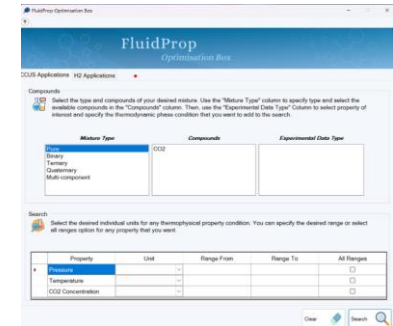 FluidProp Optimisation Box
FluidProp
Optimisation Box
CCUS Applications H2 Applications
Compounds
Select the type and compounds of your desired mixture. Use the "Mixture Type" column to specify type and select the
available compounds in the "Compounds" column. Then, use the "Experimental Data Type" Column to select property of
interest and specify the thermodynamic phase condition that you want to add to the search.
Mixture Type Compounds Experimental Data Type
Pure CO2
Binary
Ternary
Quaternary
Multi-component
Search
Select the desired individual units for any thermophysical property condition. You can specify the desired range or select
all ranges option for any property that you want.
Property Unit Range From Range To All Ranges
Pressure
Temperature
CO2 Concentration
Clear Search